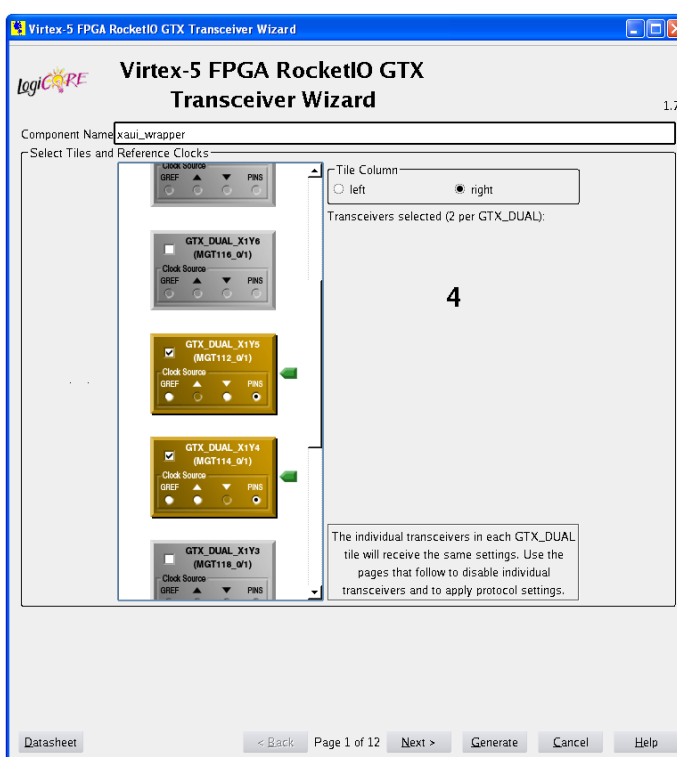 Virtex-5 FPGA RocketIO GTX Transceiver Wizard
LogiCORE
Virtex-5 FPGA RocketIO GTX
Transceiver Wizard
1.7
Component Name xaui_wrapper
Select Tiles and Reference Clocks
Clock Source
GREF PINS
GTX_DUAL_X1Y6
(MGT116_0/1)
Clock Source
GREF PINS
GTX_DUAL_X1Y5
(MGT112_0/1)
Clock Source
GREF PINS
GTX_DUAL_X1Y4
(MGT114_0/1)
Clock Source
GREF PINS
GTX_DUAL_X1Y3
(MGT118_0/1)
Clock Source
GREF PINS
Tile Column
left right
Transceivers selected (2 per GTX_DUAL):
4
The individual transceivers in each GTX_DUAL
tile will receive the same settings. Use the
pages that follow to disable individual
transceivers and to apply protocol settings.
Datasheet < Back Page 1 of 12 Next > Generate Cancel Help